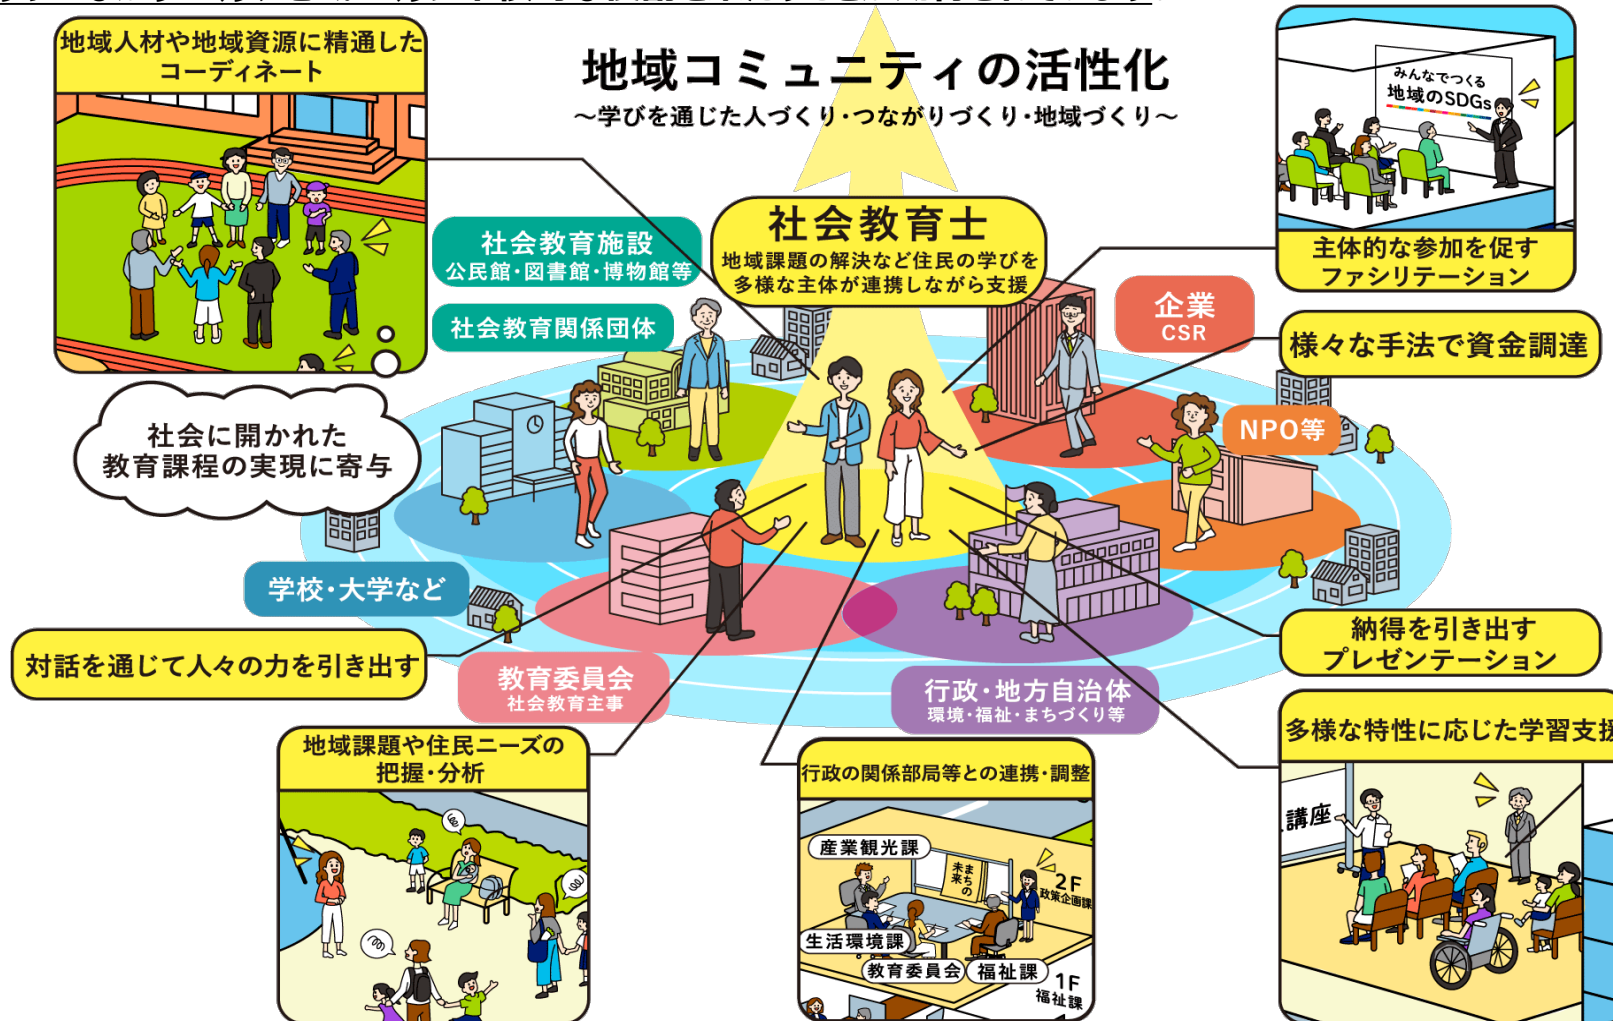 地域人材や地域資源に精通した
コーディネート
地域コミュニティの活性化
〜学びを通じた人づくり・つながりづくり・地域づくり〜
みんなでつくる
地域のSDGs
主体的な参加を促す
ファシリテーション
社会教育士
地域課題の解決など住民の学びを
多様な主体が連携しながら支援
社会教育施設
公民館・図書館・博物館等
社会教育関係団体
企業
CSR
様々な手法で資金調達
NPO等
社会に開かれた
教育課程の実現に寄与
学校・大学など
対話を通じて人々の力を引き出す
教育委員会
社会教育主事
行政・地方自治体
環境・福祉・まちづくり等
納得を引き出す
プレゼンテーション
地域課題や住民ニーズの
把握・分析
行政の関係部局等との連携・調整
産業観光課
まちの
未来
2F
政策企画課
生活環境課
教育委員会
福祉課
1F
福祉課
多様な特性に応じた学習支援
講座